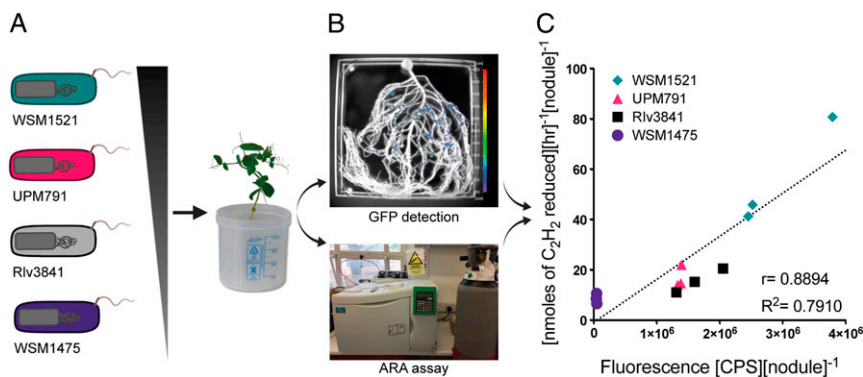 A
WSM1521
UPM791
Rlv3841
WSM1475
B
GFP detection
ARA assay
C
[nmoles of C₂H₂ reduced][hr]⁻¹[nodule]⁻¹
100
80
60
40
20
0
WSM1521
UPM791
Rlv3841
WSM1475
r= 0.8894
R²= 0.7910
0
1×10⁶
2×10⁶
3×10⁶
4×10⁶
Fluorescence [CPS][nodule]⁻¹